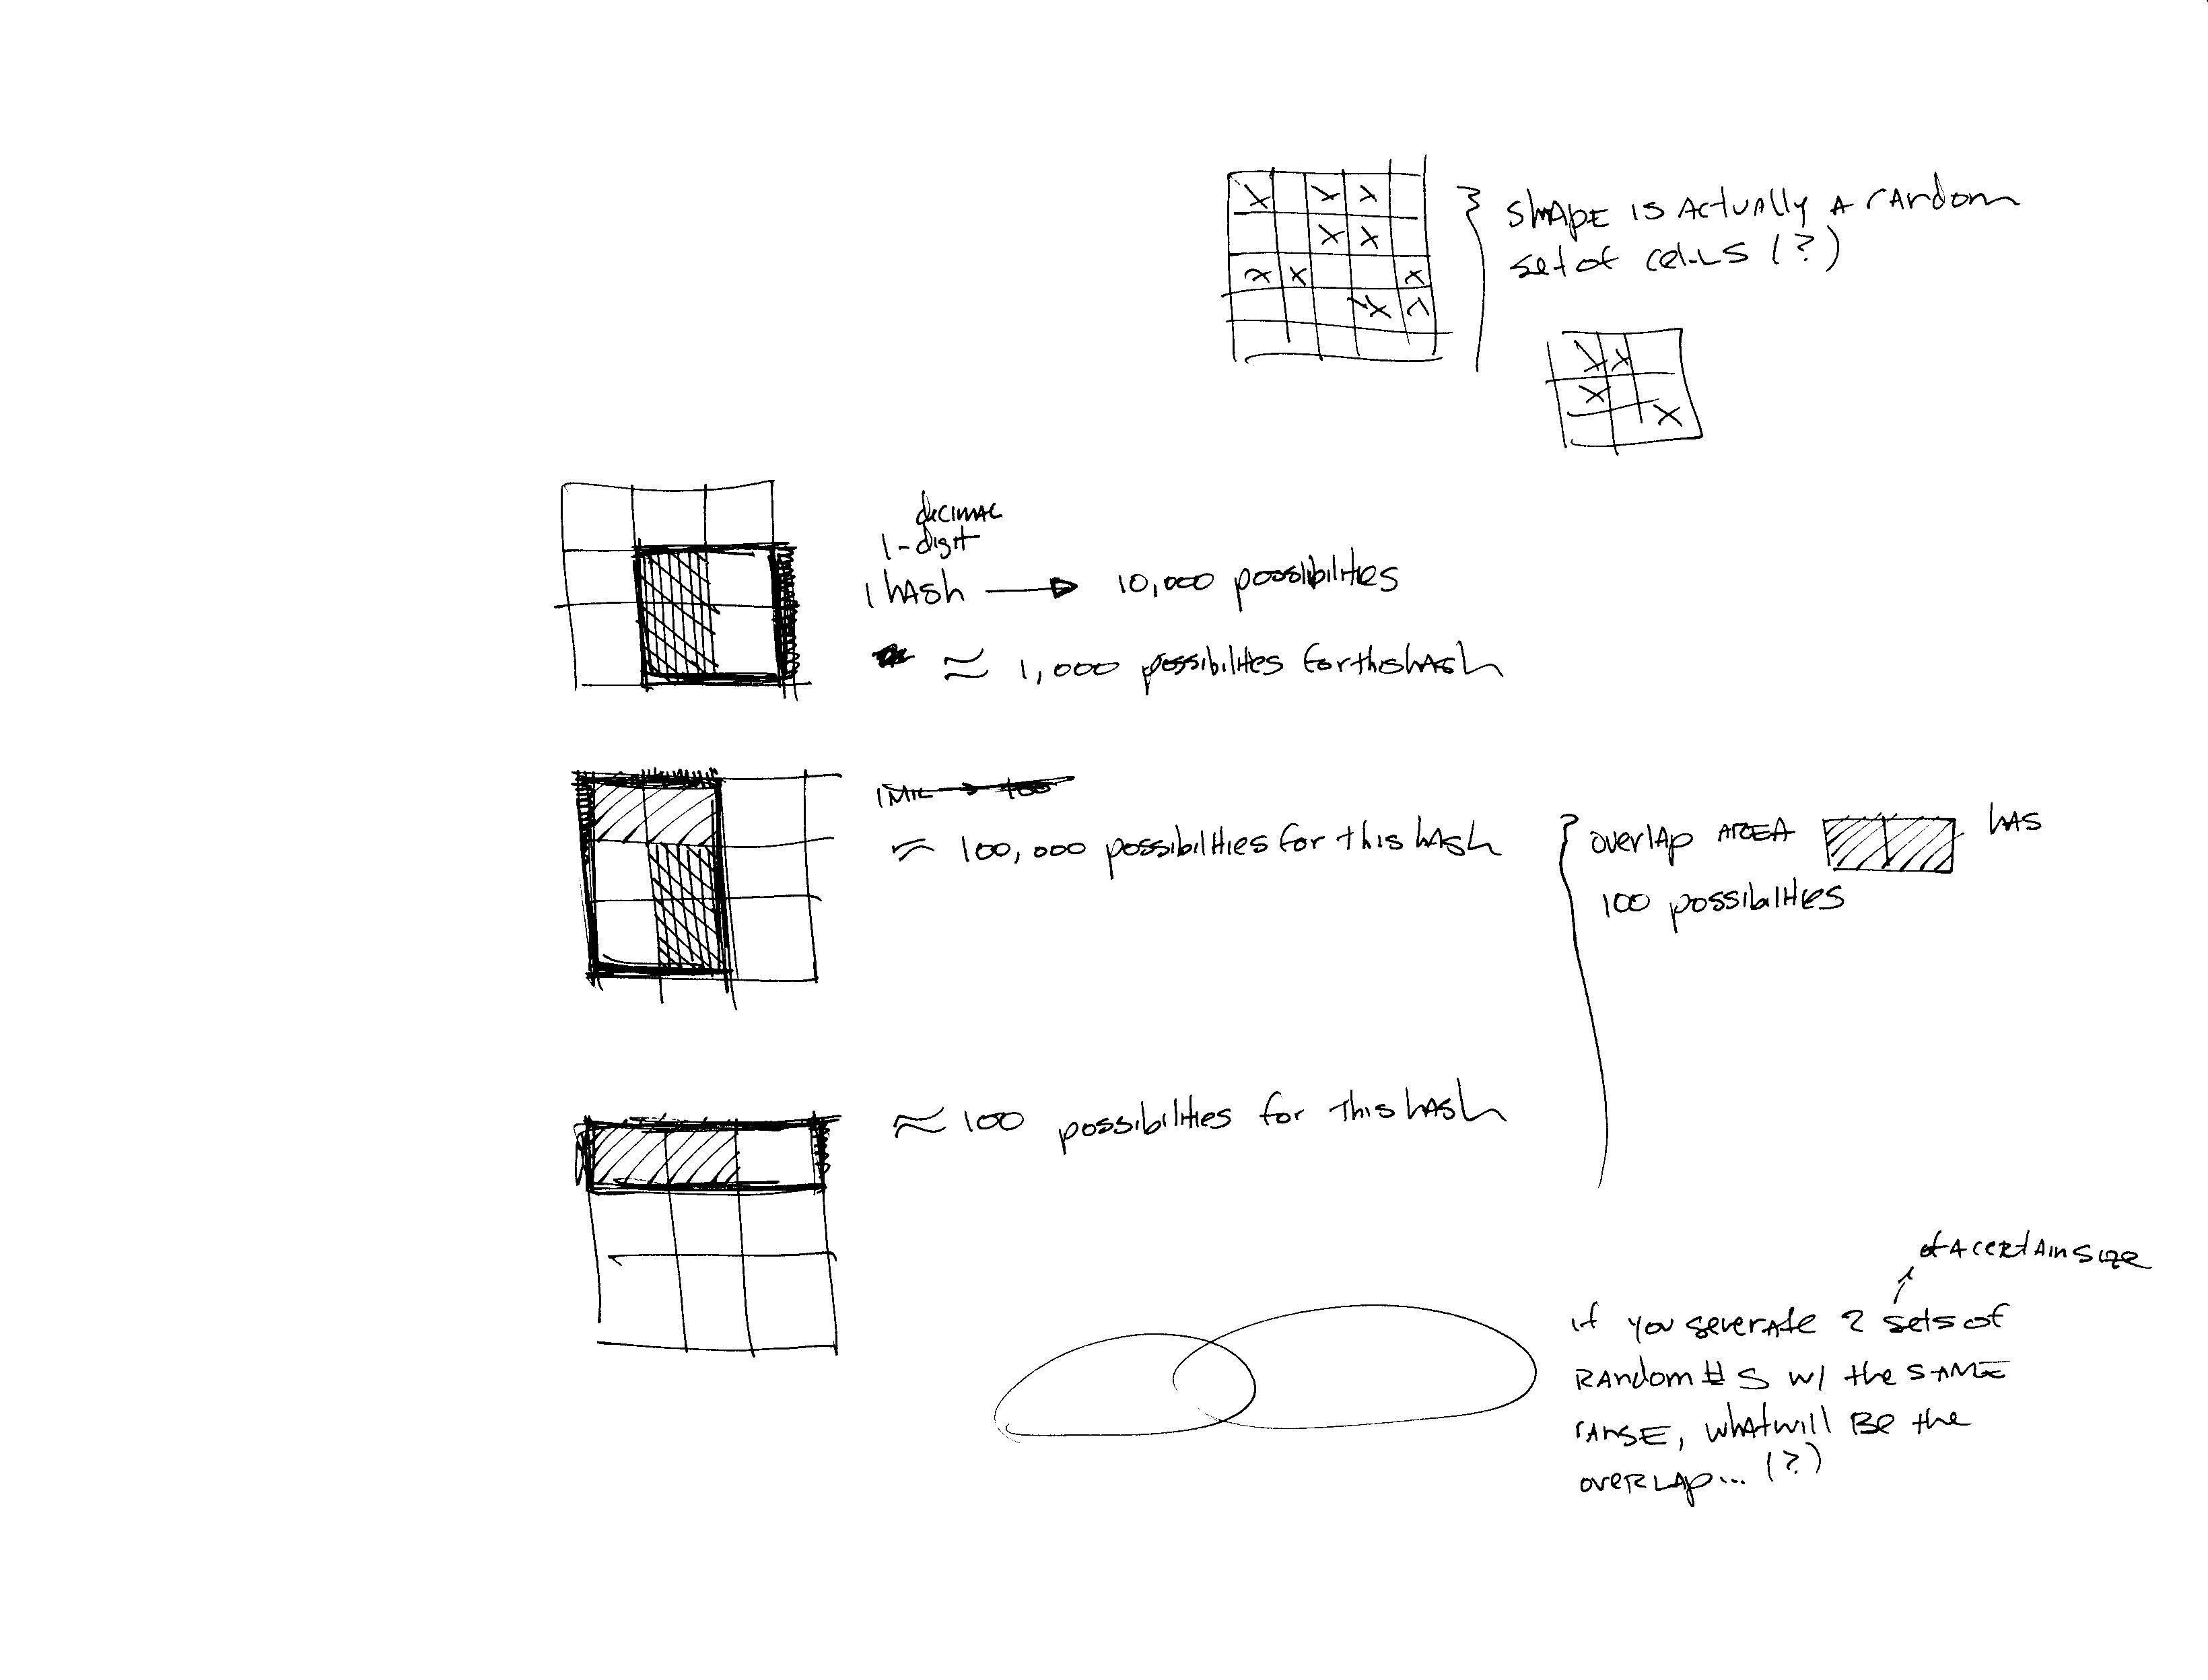 SHAPE IS ACTUALLY A RANDOM
SET OF CELLS (?)
decimal
1-digit
1 hash → 10,000 possibilities
≈ 1,000 possibilities for this hash
1 MIL → 100
≈ 100,000 possibilities for this hash
OVERLAP AREA HAS
100 possibilities
≈ 100 possibilities for this hash
of a certain size
if you generate 2 sets of
RANDOM #S w/ the SAME
range, what will be the
overlap... (?)